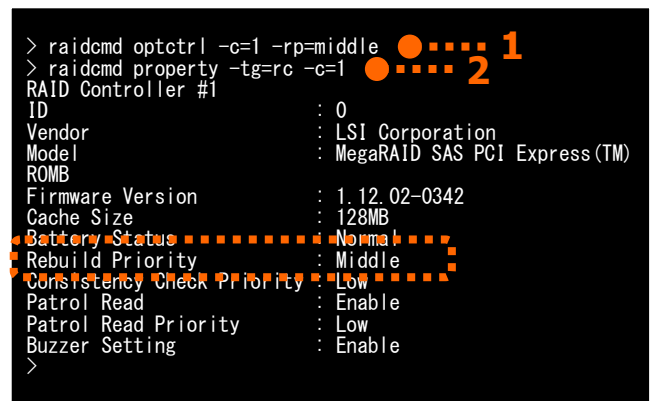 > raidcmd optctrl -c=1 -rp=middle 1
> raidcmd property -tg=rc -c=1 2
RAID Controller #1
ID : 0
Vendor : LSI Corporation
Model : MegaRAID SAS PCI Express(TM)
ROMB
Firmware Version : 1.12.02-0342
Cache Size : 128MB
Battery Status : Normal
Rebuild Priority : Middle
Consistency Check Priority : Low
Patrol Read : Enable
Patrol Read Priority : Low
Buzzer Setting : Enable
>